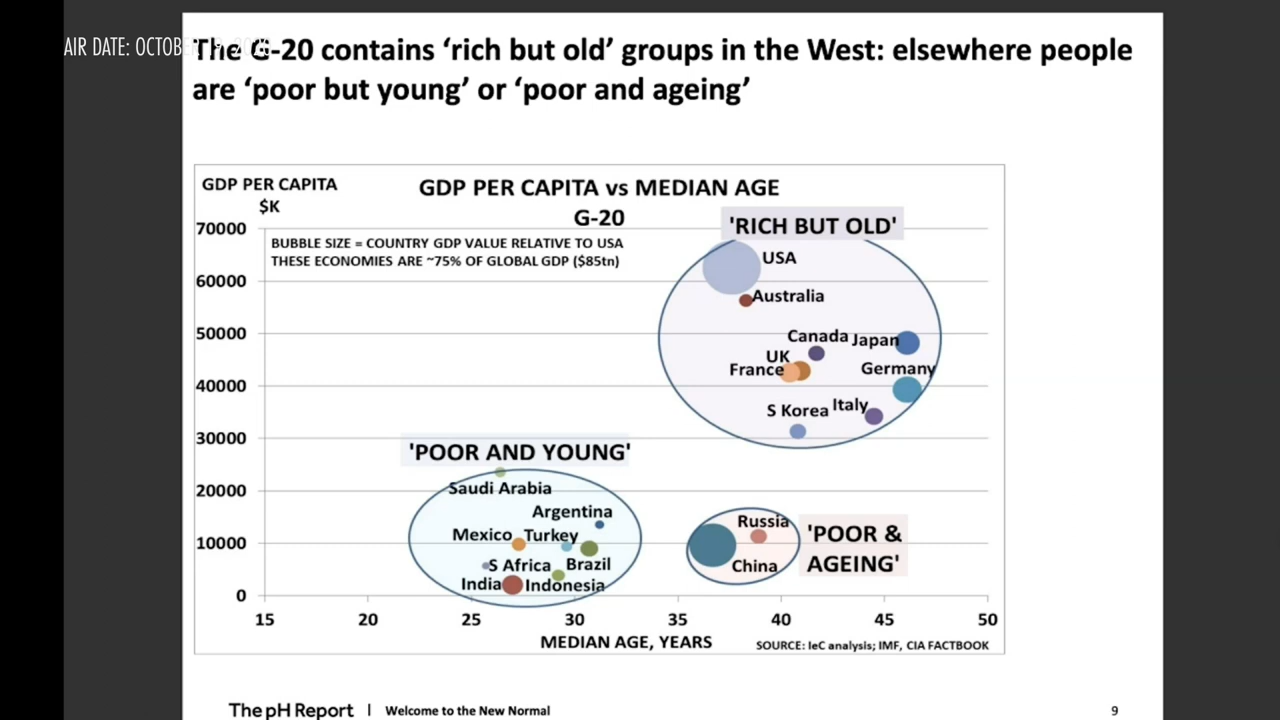 AIR DATE: OCTOBER 19, 2020
The G-20 contains ‘rich but old’ groups in the West: elsewhere people
are ‘poor but young’ or ‘poor and ageing’
GDP PER CAPITA
$K
GDP PER CAPITA vs MEDIAN AGE
G-20
BUBBLE SIZE = COUNTRY GDP VALUE RELATIVE TO USA
THESE ECONOMIES ARE ~75% OF GLOBAL GDP ($85tn)
70000
60000
50000
40000
30000
20000
10000
0
'RICH BUT OLD'
USA
Australia
Canada
Japan
UK
France
Germany
S Korea
Italy
'POOR AND YOUNG'
Saudi Arabia
Argentina
Mexico
Turkey
S Africa
Brazil
India
Indonesia
Russia
China
'POOR &
AGEING'
15 20 25 30 35 40 45 50
MEDIAN AGE, YEARS
SOURCE: IeC analysis; IMF, CIA FACTBOOK
The pH Report | Welcome to the New Normal 9